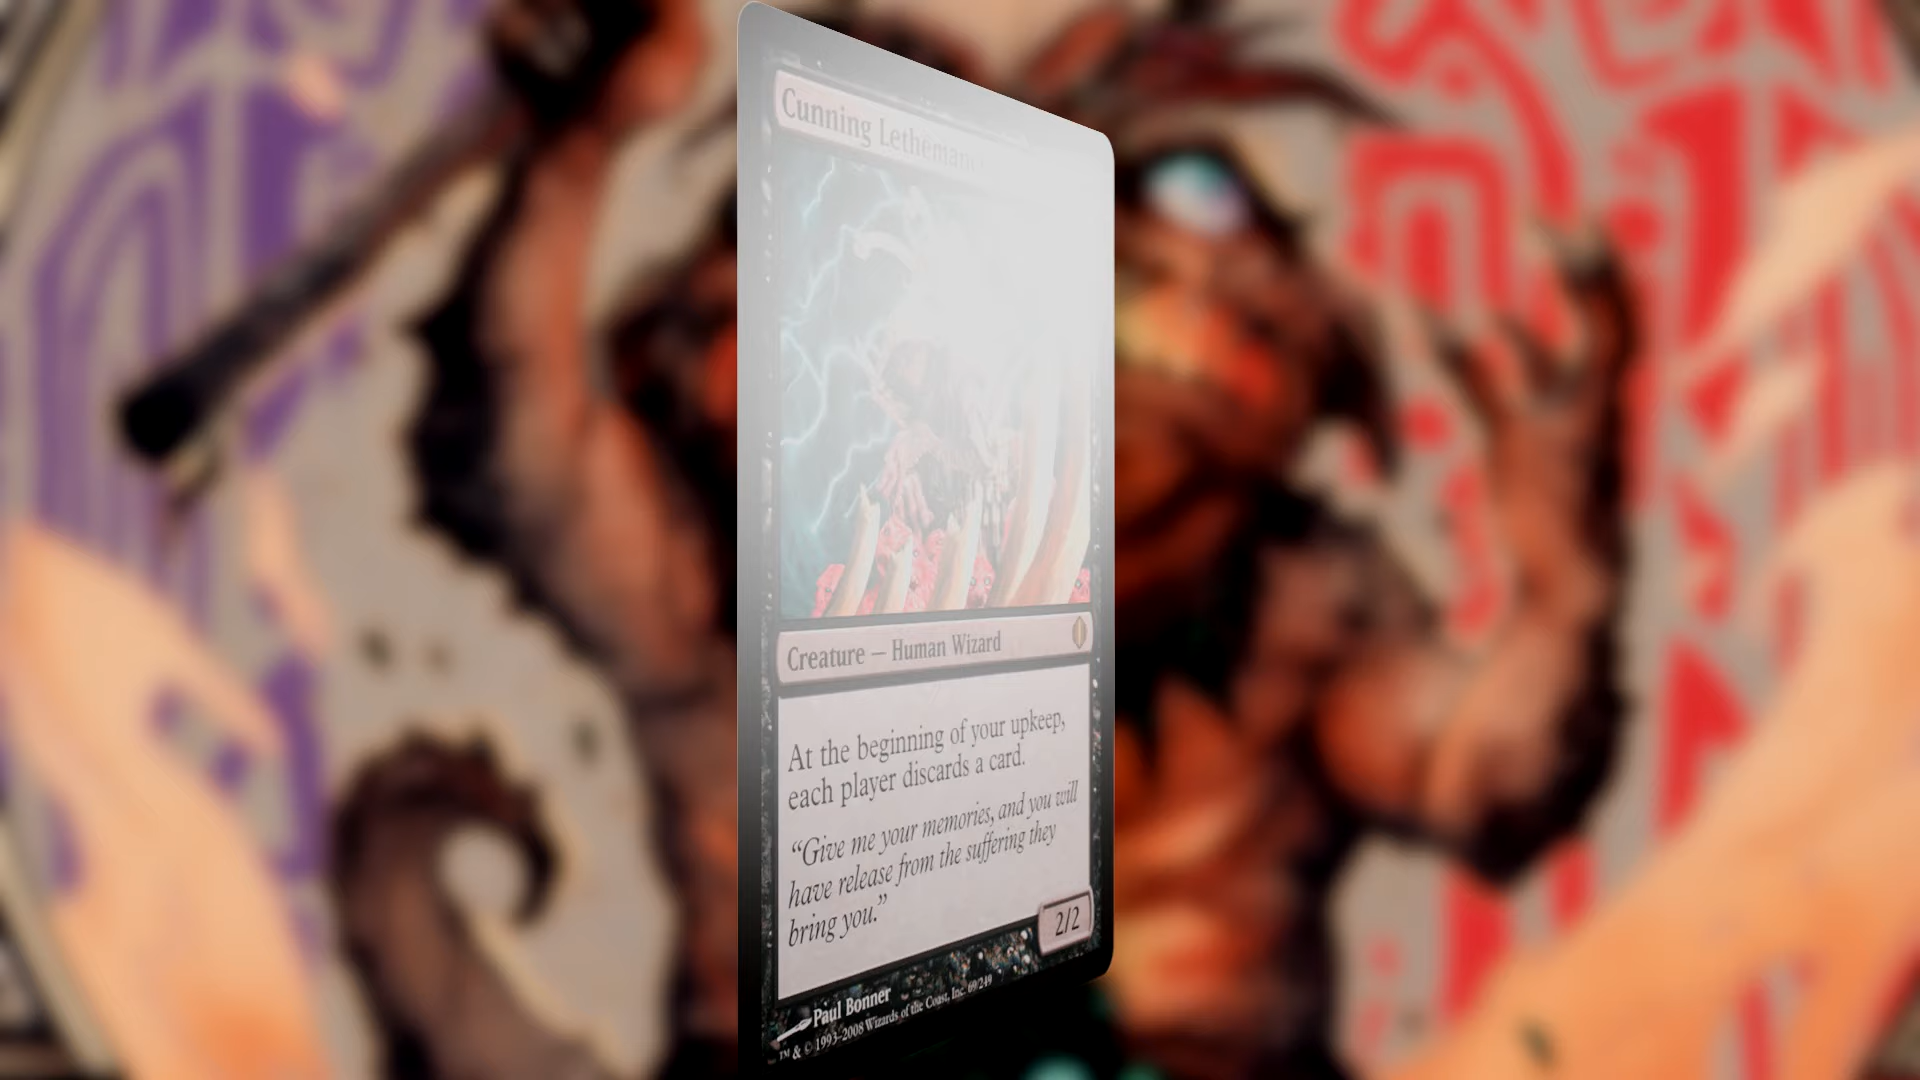 Cunning Letheman
Creature — Human Wizard
At the beginning of your upkeep,
each player discards a card.
“Give me your memories, and you will
have release from the suffering they
bring you.”
2/2
Paul Bonner
™ & © 1993–2008 Wizards of the Coast, Inc. 69/249